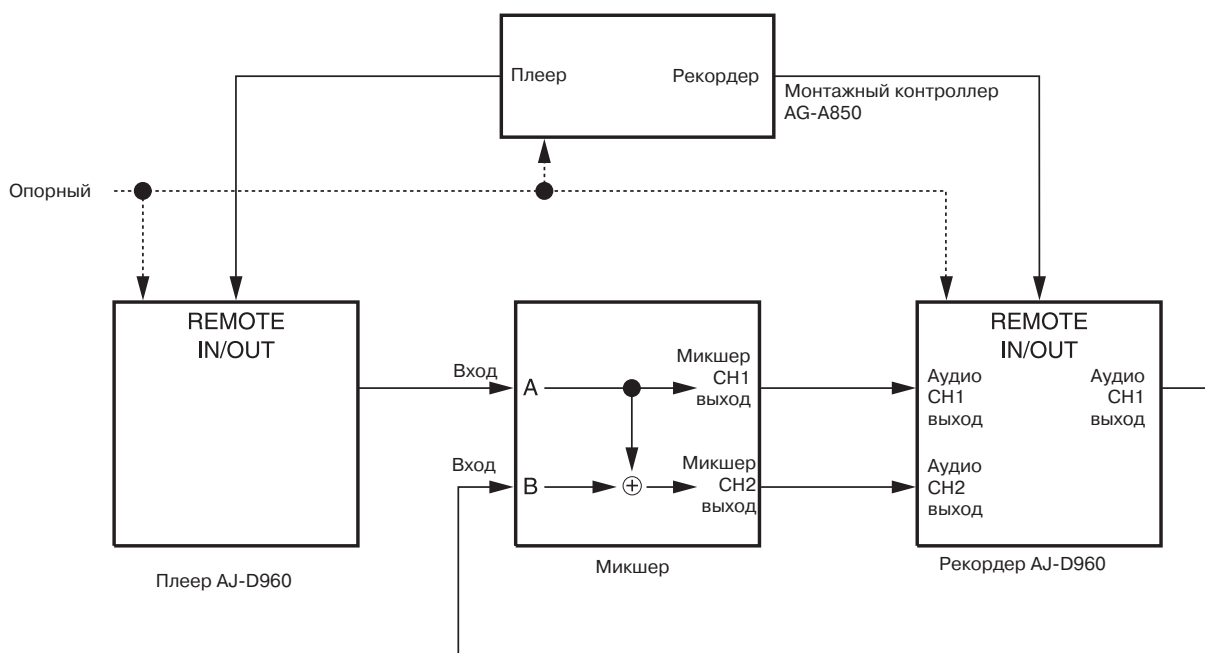 Плеер
Рекордер
Монтажный контроллер
AG-A850
Опорный
REMOTE
IN/OUT
Плеер AJ-D960
Вход
A
Микшер
CH1
выход
Вход
B
Микшер
CH2
выход
Микшер
REMOTE
IN/OUT
Аудио
CH1
выход
Аудио
CH1
выход
Аудио
CH2
выход
Рекордер AJ-D960